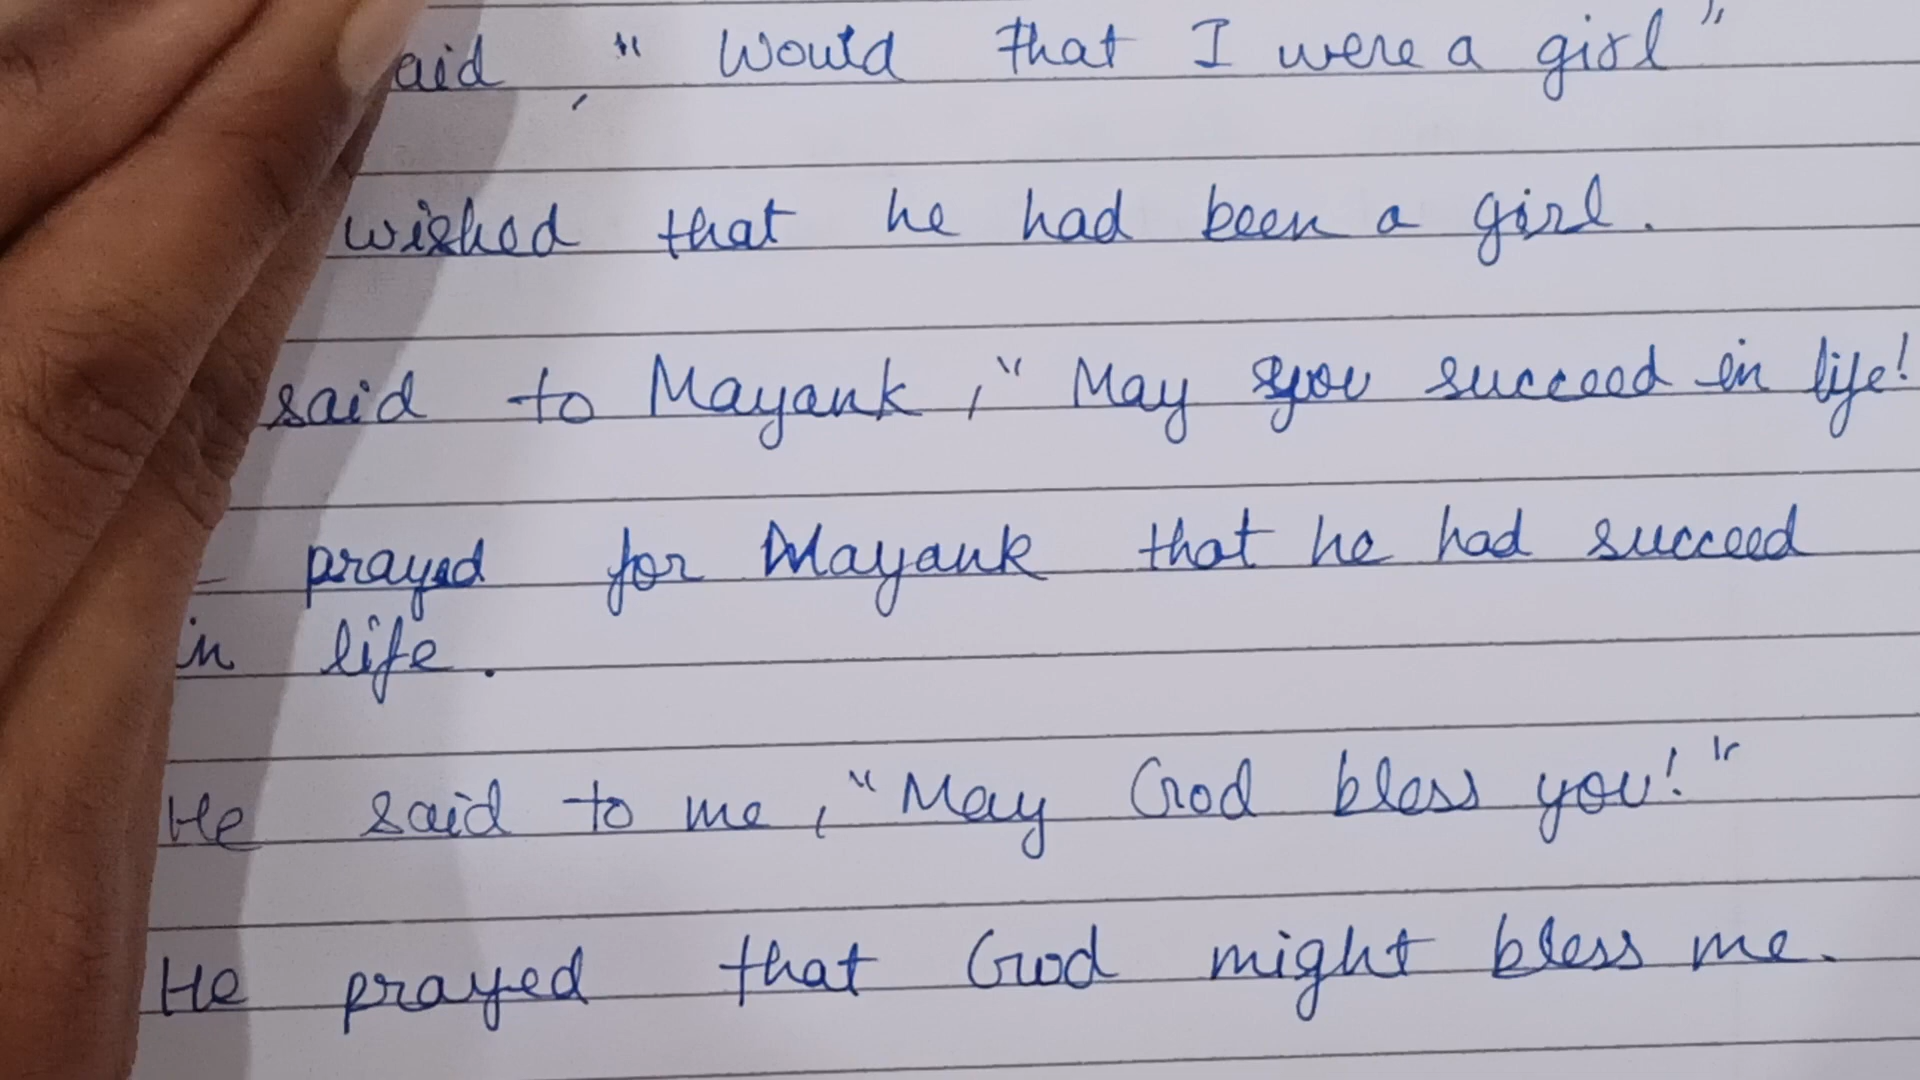 aid , " Would that I were a girl "
wished that he had been a girl .
said to Mayank , " May you succeed in life!
prayed for Mayank that he had succeed
in life .
He said to me , " May God bless you! "
He prayed that God might bless me .